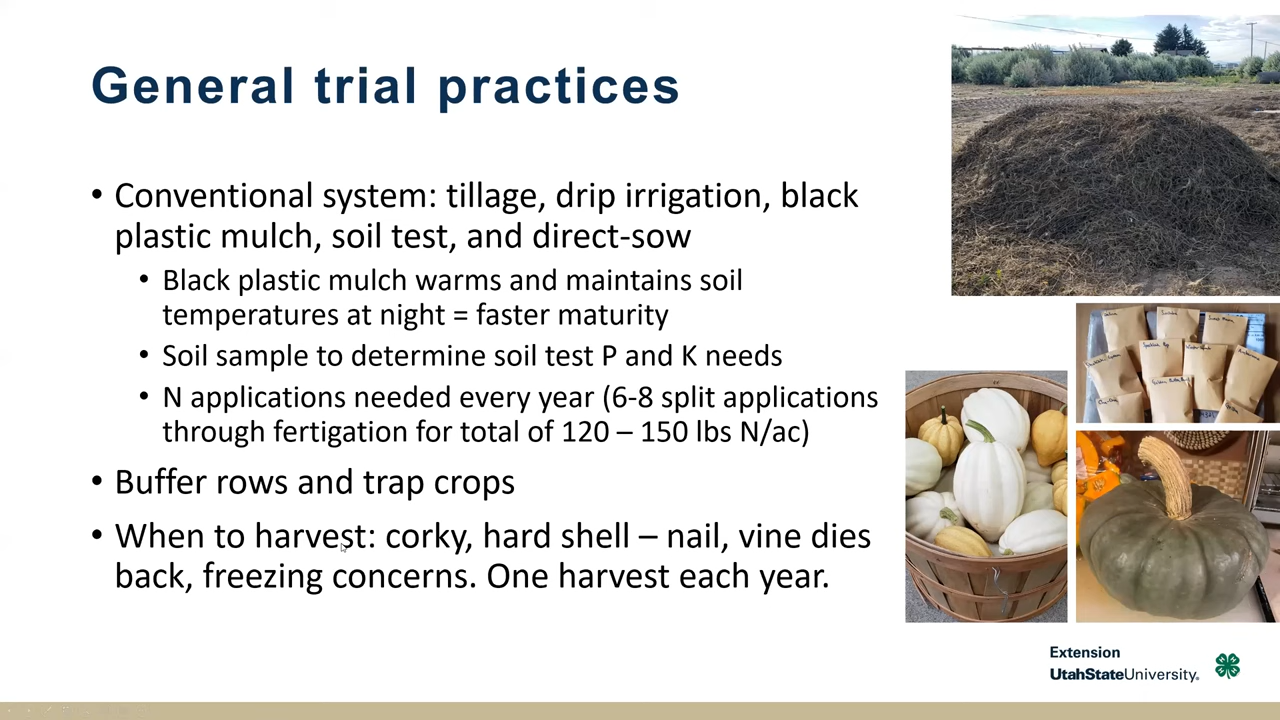 General trial practices
• Conventional system: tillage, drip irrigation, black
plastic mulch, soil test, and direct-sow
• Black plastic mulch warms and maintains soil
temperatures at night = faster maturity
• Soil sample to determine soil test P and K needs
• N applications needed every year (6-8 split applications
through fertigation for total of 120 – 150 lbs N/ac)
• Buffer rows and trap crops
• When to harvest: corky, hard shell – nail, vine dies
back, freezing concerns. One harvest each year.
Extension
UtahStateUniversity®